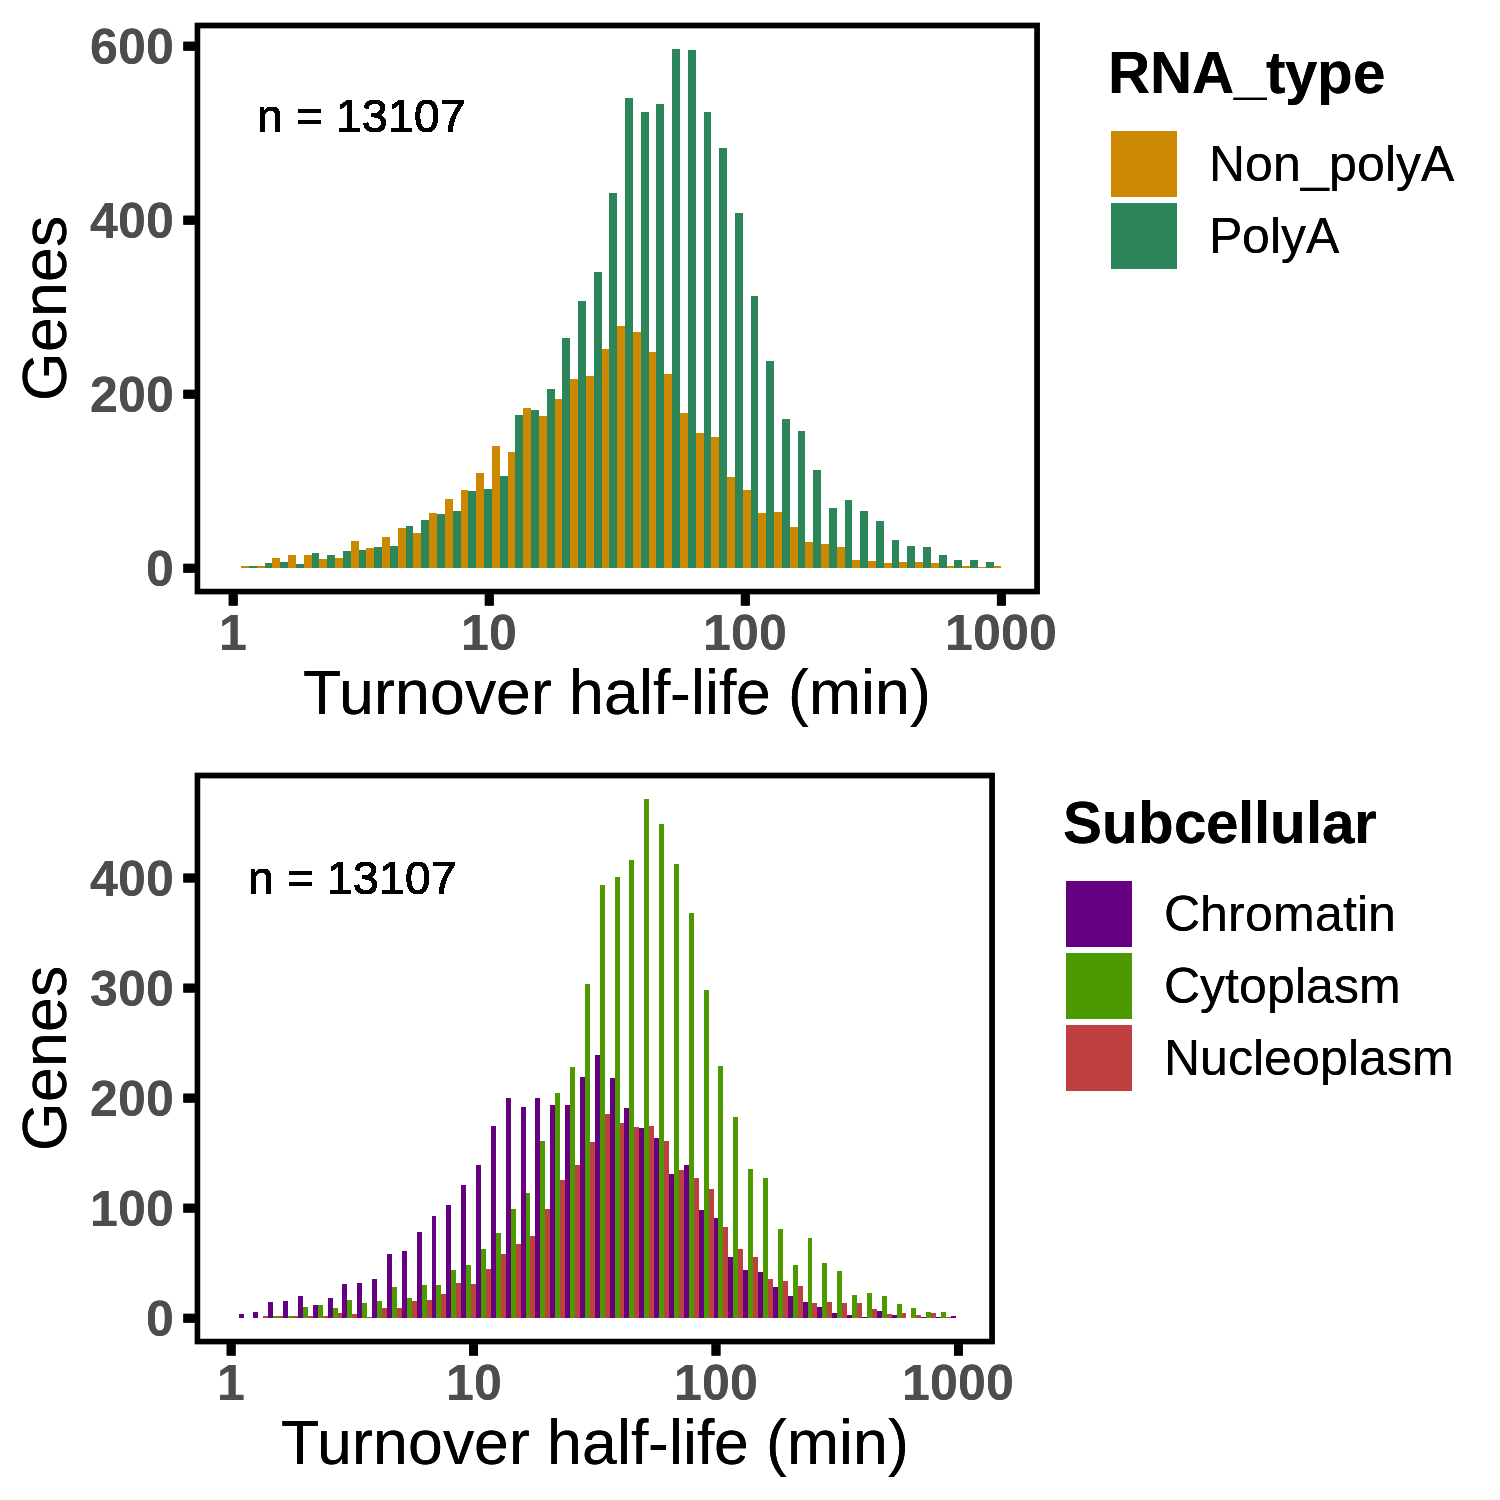 600
400
200
0
Genes
n = 13107
1 10 100 1000
Turnover half-life (min)
RNA_type
Non_polyA
PolyA
400
300
200
100
0
Genes
n = 13107
1 10 100 1000
Turnover half-life (min)
Subcellular
Chromatin
Cytoplasm
Nucleoplasm